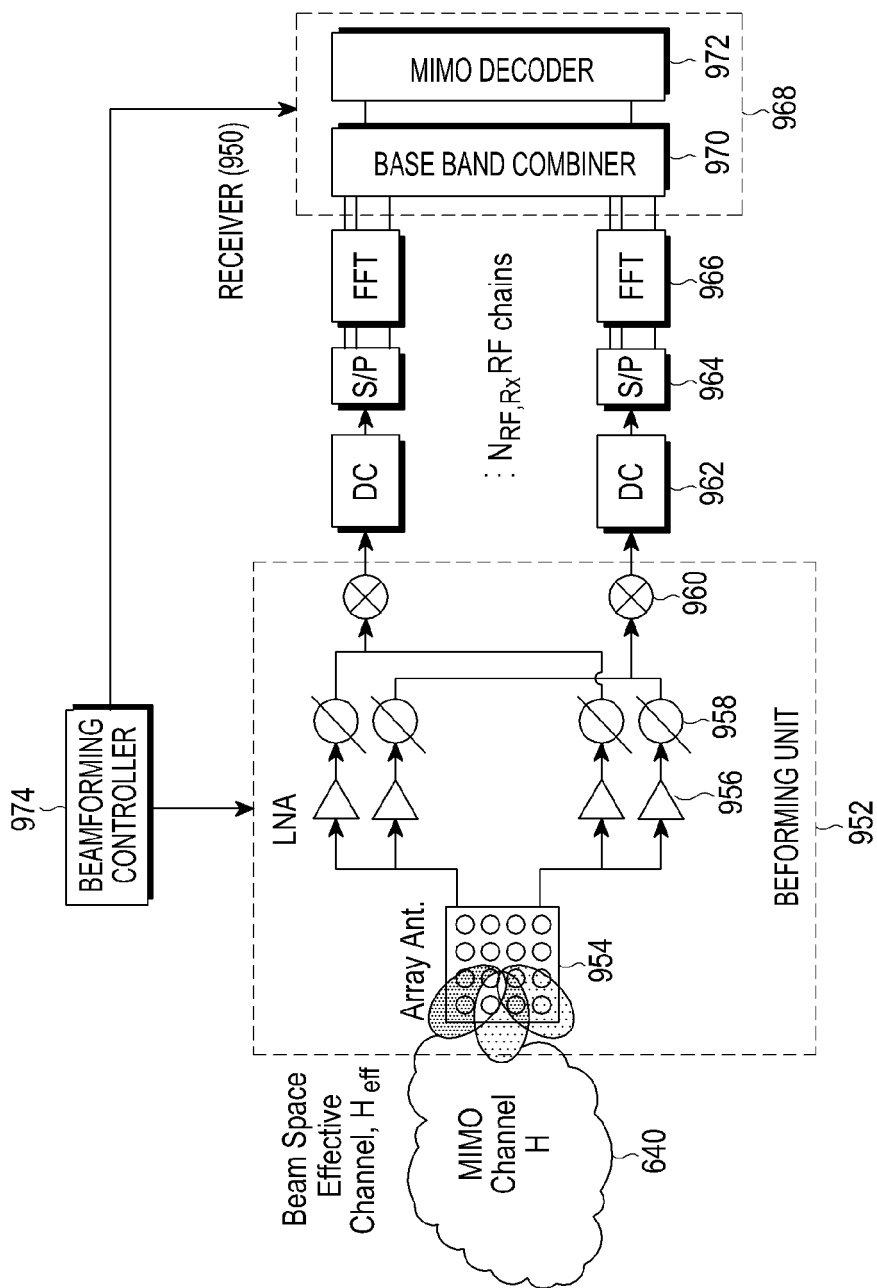 974
BEAMFORMING
CONTROLLER
RECEIVER (950)
Beam Space
Effective
Channel, Heff
MIMO
Channel
H
640
Array Ant.
954
LNA
956
958
960
BEFORMING UNIT
952
DC
DC
962
S/P
S/P
964
FFT
FFT
966
: NRF,Rx RF chains
BASE BAND COMBINER
970
MIMO DECODER
972
968